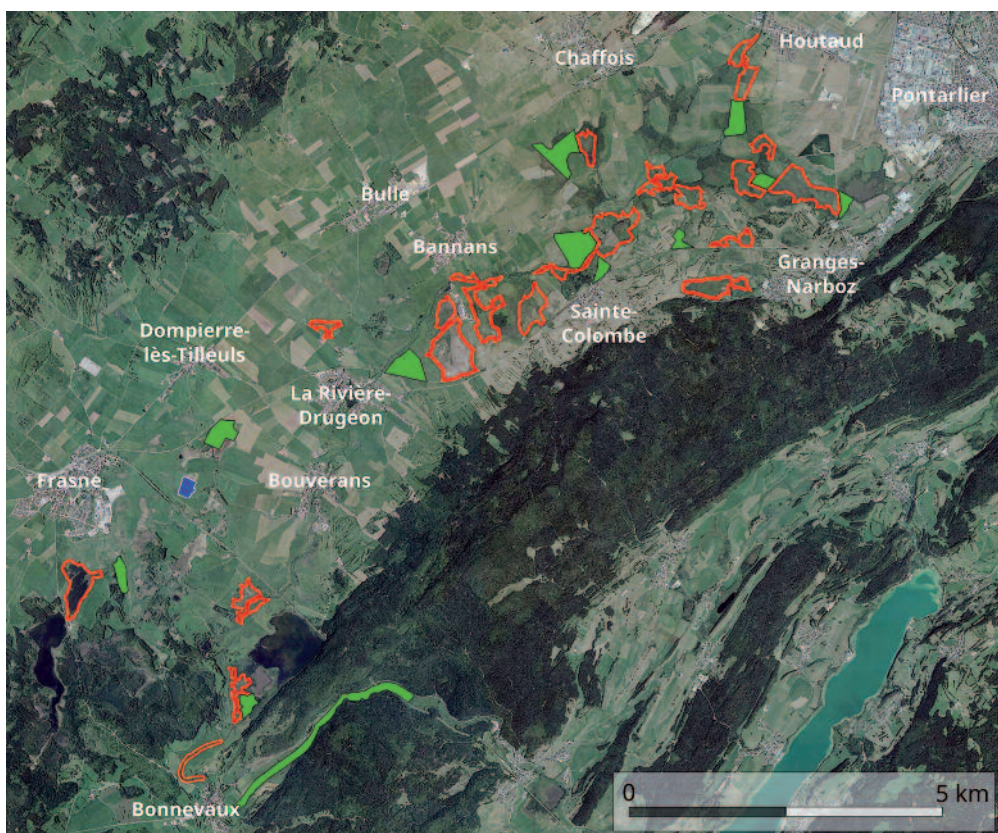 Houtaud
Chaffois
Pontarlier
Bulle
Bannans
Granges-
Narboz
Sainte-
Colombe
Dompierre-
lès-Tilleuls
La Rivière-
Drugeon
Frasne
Bouverans
Bonnevaux
0 5 km